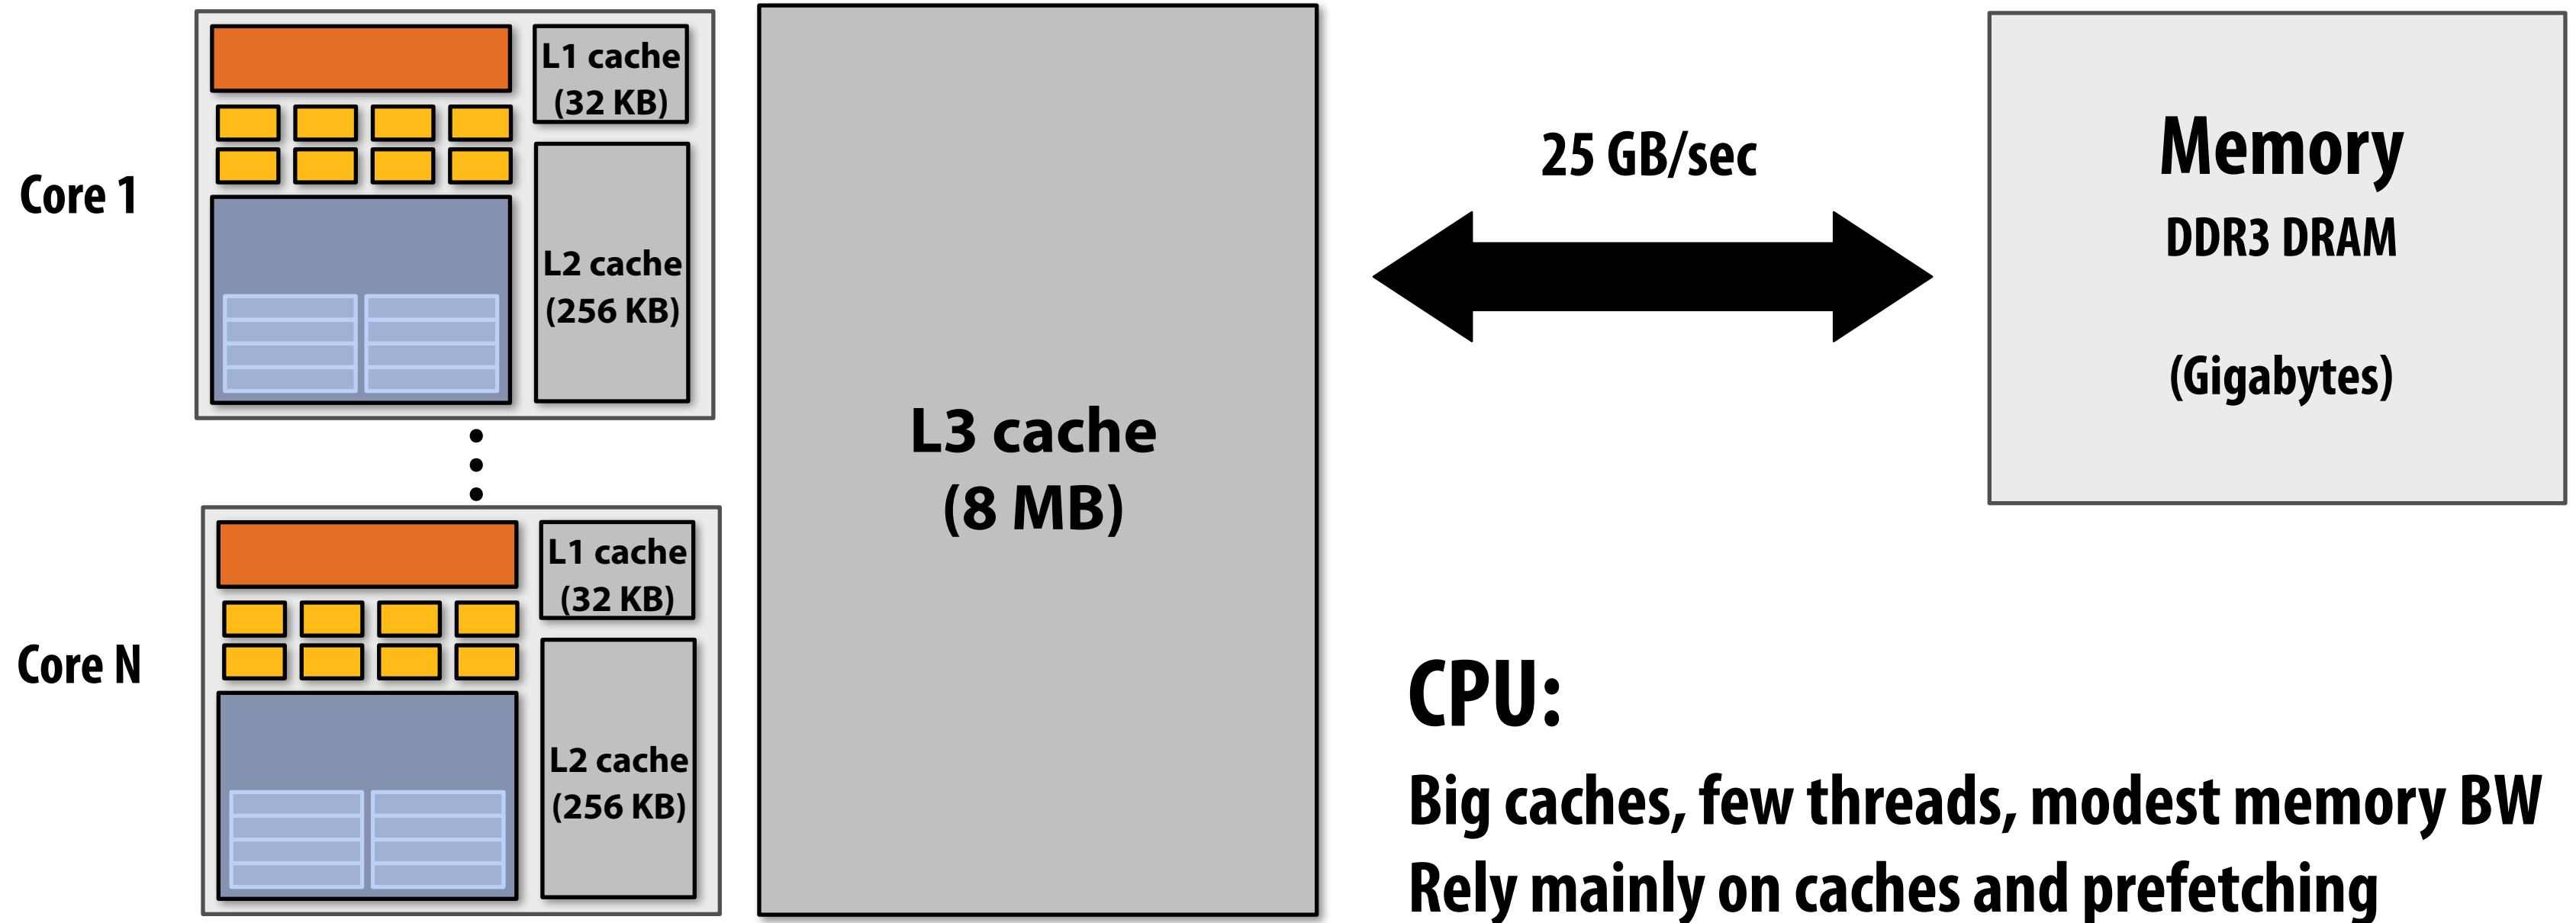 Core 1
L1 cache
(32 KB)
L2 cache
(256 KB)
Core N
L1 cache
(32 KB)
L2 cache
(256 KB)
L3 cache
(8 MB)
25 GB/sec
Memory
DDR3 DRAM
(Gigabytes)
CPU:
Big caches, few threads, modest memory BW
Rely mainly on caches and prefetching